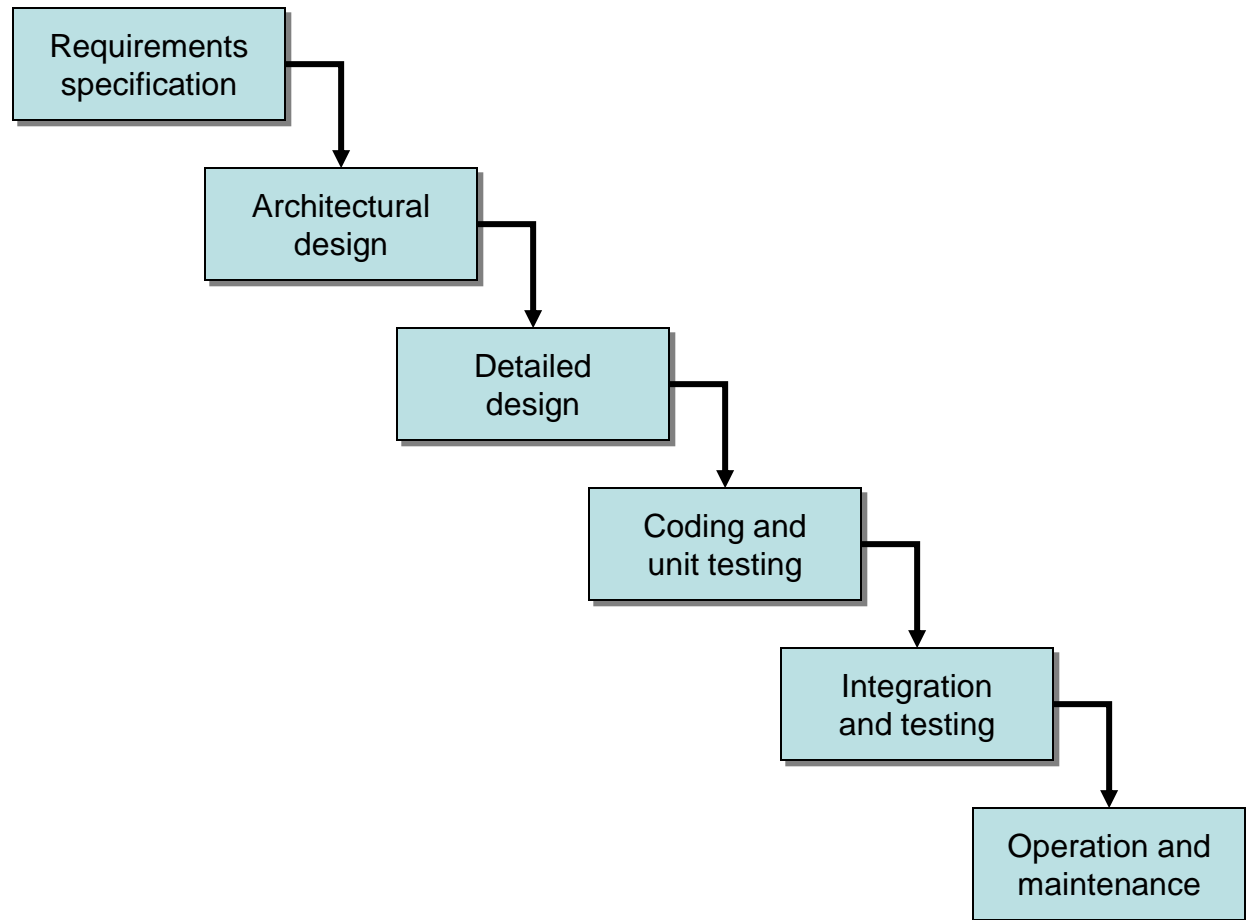 Requirements
specification
Architectural
design
Detailed
design
Coding and
unit testing
Integration
and testing
Operation and
maintenance